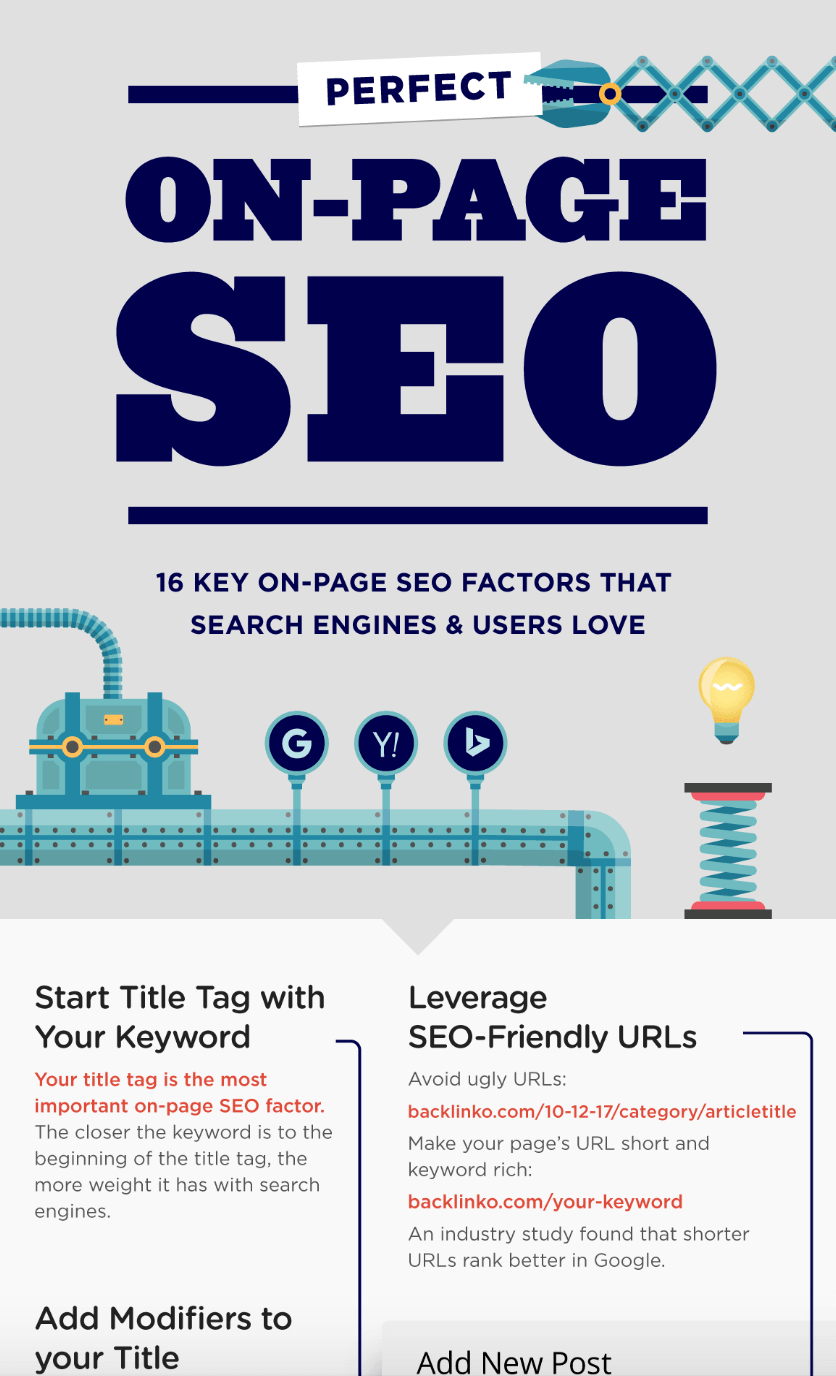 PERFECT
ON-PAGE
SEO
16 KEY ON-PAGE SEO FACTORS THAT
SEARCH ENGINES & USERS LOVE
G
Y!
b
Start Title Tag with
Your Keyword
Your title tag is the most
important on-page SEO factor.
The closer the keyword is to the
beginning of the title tag, the
more weight it has with search
engines.
Add Modifiers to
your Title
Leverage
SEO-Friendly URLs
Avoid ugly URLs:
backlinko.com/10-12-17/category/articletitle
Make your page’s URL short and
keyword rich:
backlinko.com/your-keyword
An industry study found that shorter
URLs rank better in Google.
Add New Post